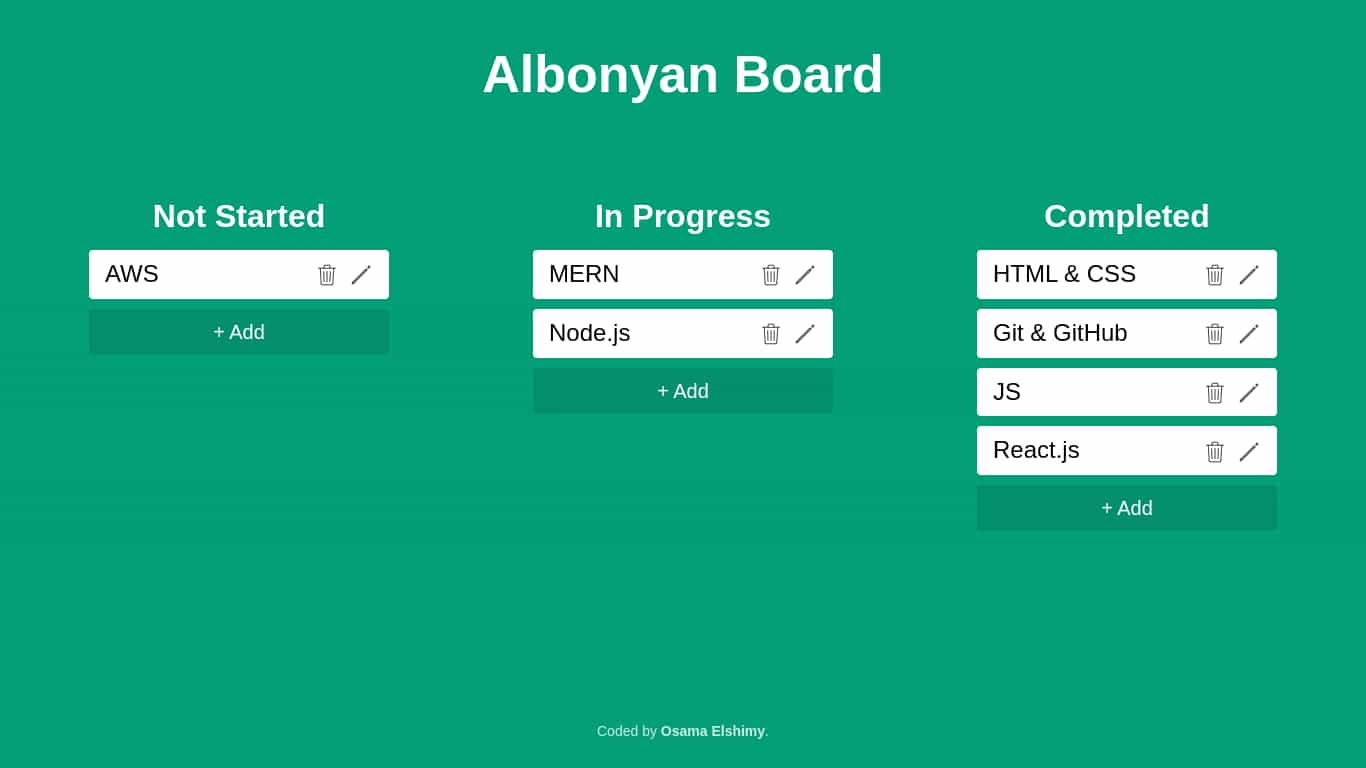 Albonyan Board
Not Started
AWS
+ Add
In Progress
MERN
Node.js
+ Add
Completed
HTML & CSS
Git & GitHub
JS
React.js
+ Add
Coded by Osama Elshimy.